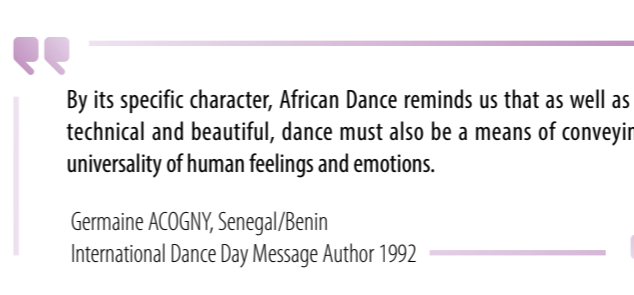 By its specific character, African Dance reminds us that as well as
technical and beautiful, dance must also be a means of
universality of human feelings and emotions.
Germaine ACOGNY, Senegal/Benin
International Dance Day Message Author 1992